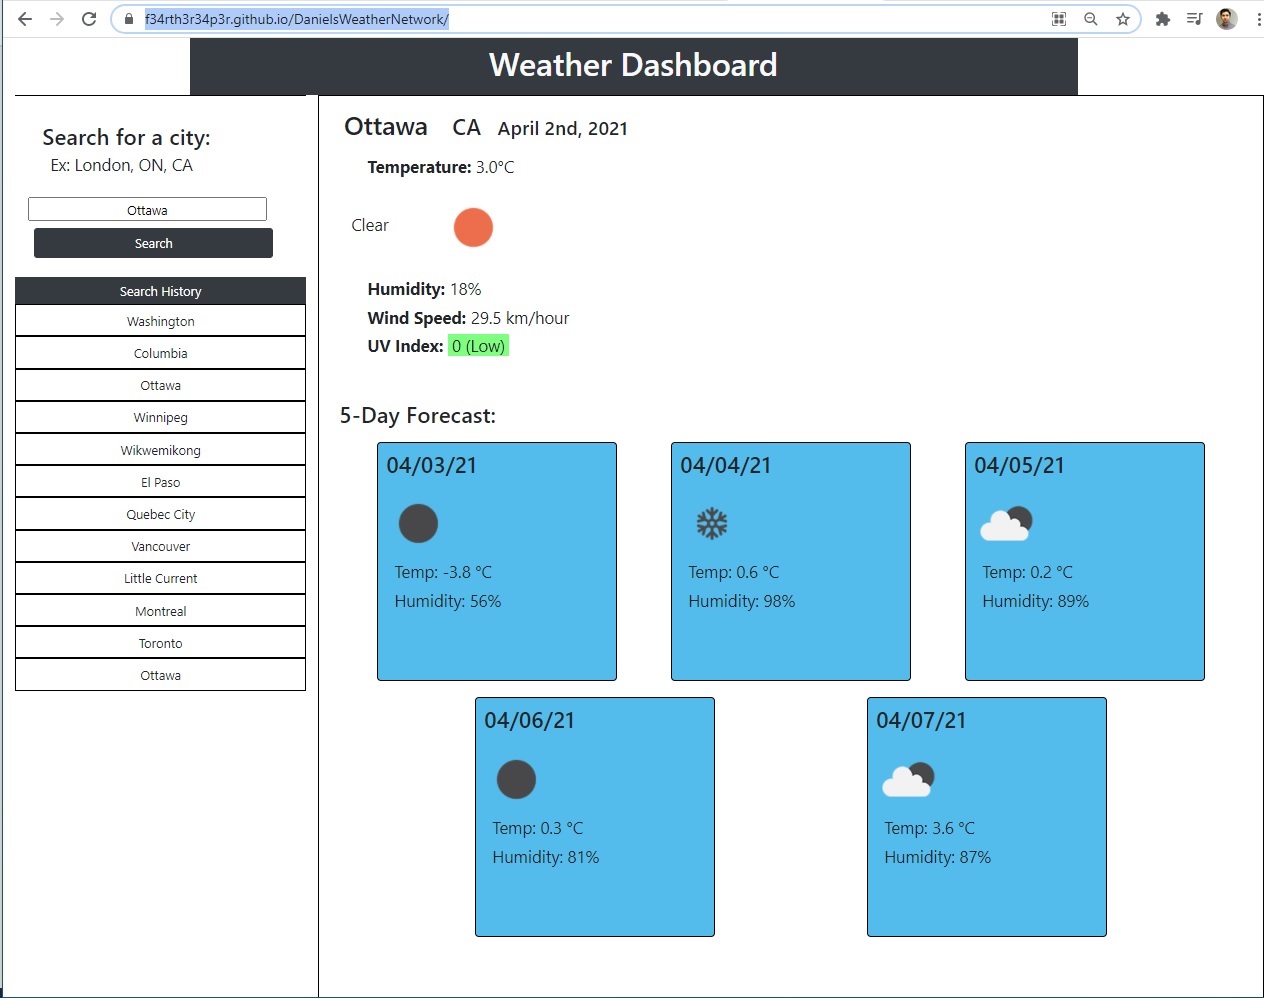 f34rth3r34p3r.github.io/DanielsWeatherNetwork/
Weather Dashboard
Search for a city:
Ex: London, ON, CA
Ottawa
Search
Search History
Washington
Columbia
Ottawa
Winnipeg
Wikwemikong
El Paso
Quebec City
Vancouver
Little Current
Montreal
Toronto
Ottawa
Ottawa CA April 2nd, 2021
Temperature: 3.0°C
Clear
Humidity: 18%
Wind Speed: 29.5 km/hour
UV Index: 0 (Low)
5-Day Forecast:
04/03/21
Temp: -3.8 °C
Humidity: 56%
04/04/21
Temp: 0.6 °C
Humidity: 98%
04/05/21
Temp: 0.2 °C
Humidity: 89%
04/06/21
Temp: 0.3 °C
Humidity: 81%
04/07/21
Temp: 3.6 °C
Humidity: 87%